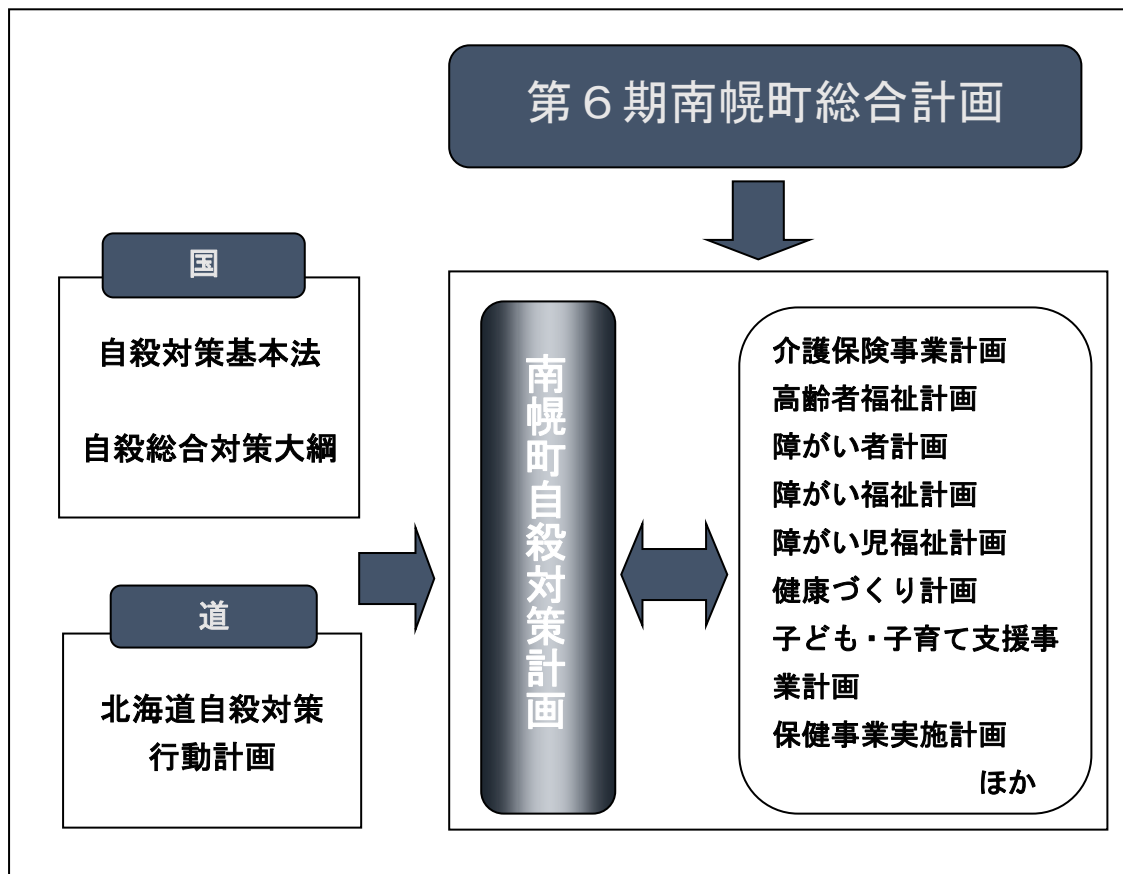 第６期南幌町総合計画
国
自殺対策基本法
自殺総合対策大綱
道
北海道自殺対策
行動計画
南幌町自殺対策計画
介護保険事業計画
高齢者福祉計画
障がい者計画
障がい福祉計画
障がい児福祉計画
健康づくり計画
子ども・子育て支援事
業計画
保健事業実施計画
ほか